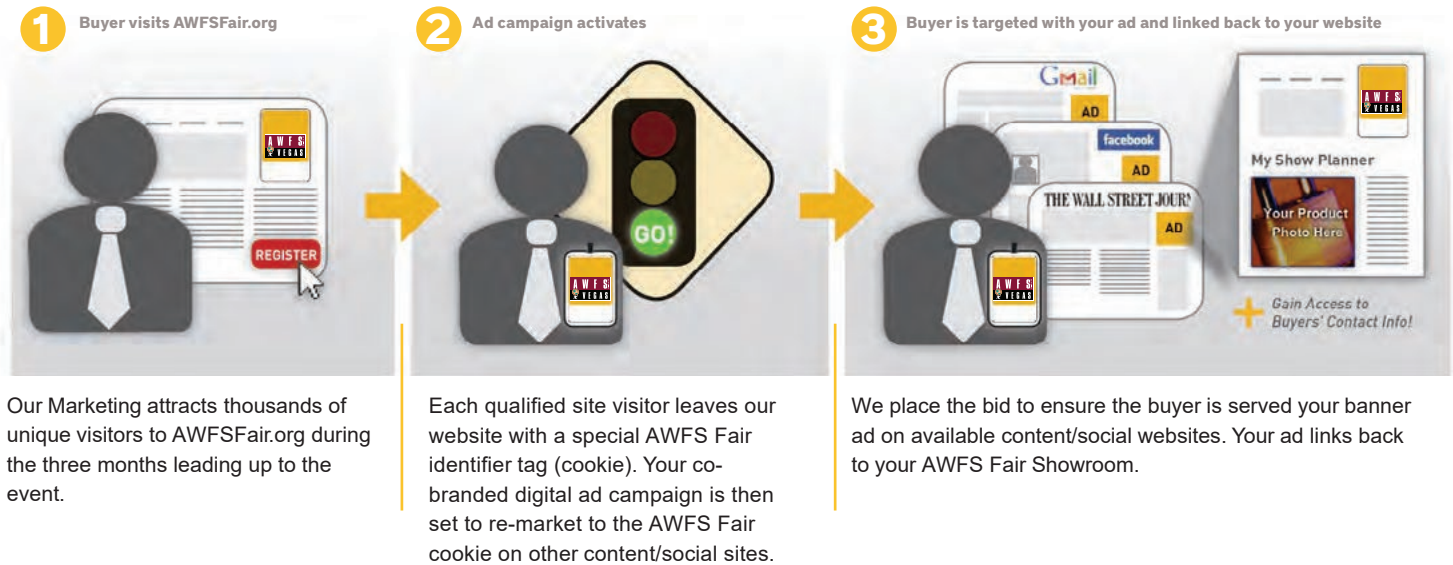 1 Buyer visits AWFSFair.org
AWFS
VEGAS
REGISTER
Our Marketing attracts thousands of
unique visitors to AWFSFair.org during
the three months leading up to the
event.
2 Ad campaign activates
GO!
AWFS
VEGAS
Each qualified site visitor leaves our
website with a special AWFS Fair
identifier tag (cookie). Your co-
branded digital ad campaign is then
set to re-market to the AWFS Fair
cookie on other content/social sites.
3 Buyer is targeted with your ad and linked back to your website
Gmail
AD
facebook
AD
THE WALL STREET JOUR
AD
AWFS
VEGAS
AWFS
VEGAS
My Show Planner
Your Product
Photo Here
+ Gain Access to
Buyers' Contact Info!
We place the bid to ensure the buyer is served your banner
ad on available content/social websites. Your ad links back
to your AWFS Fair Showroom.